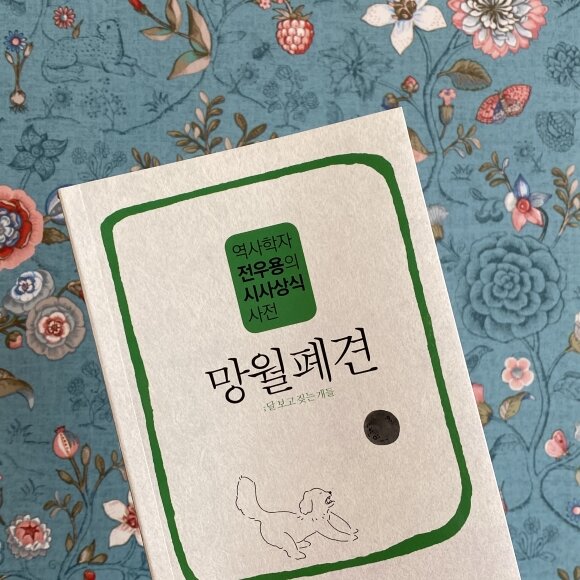 역사학자
전우용의
시사상식
사전
망월폐견
;달 보고 짖는 개들